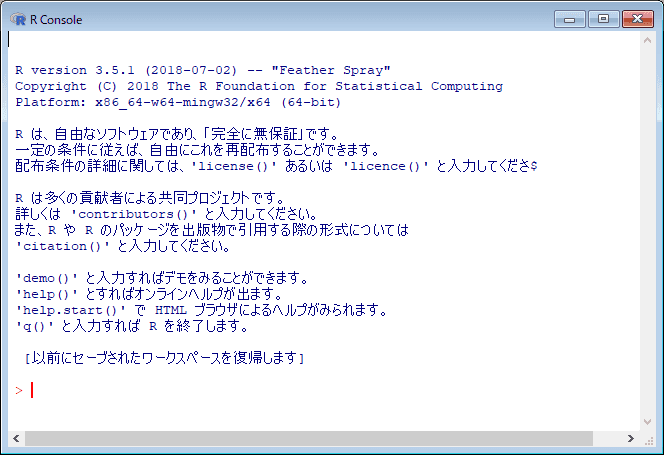 R Console
R version 3.5.1 (2018-07-02) -- "Feather Spray"
Copyright (C) 2018 The R Foundation for Statistical Computing
Platform: x86_64-w64-mingw32/x64 (64-bit)
R は、自由なソフトウェアであり、「完全に無保証」です。
一定の条件に従えば、自由にこれを再配布することができます。
配布条件の詳細に関しては、'license()' あるいは 'licence()' と入力してくださ$
R は多くの貢献者による共同プロジェクトです。
詳しくは 'contributors()' と入力してください。
また、R や R のパッケージを出版物で引用する際の形式については
'citation()' と入力してください。
'demo()' と入力すればデモをみることができます。
'help()' とすればオンラインヘルプが出ます。
'help.start()' で HTML ブラウザによるヘルプがみられます。
'q()' と入力すれば R を終了します。
[以前にセーブされたワークスペースを復帰します]
>